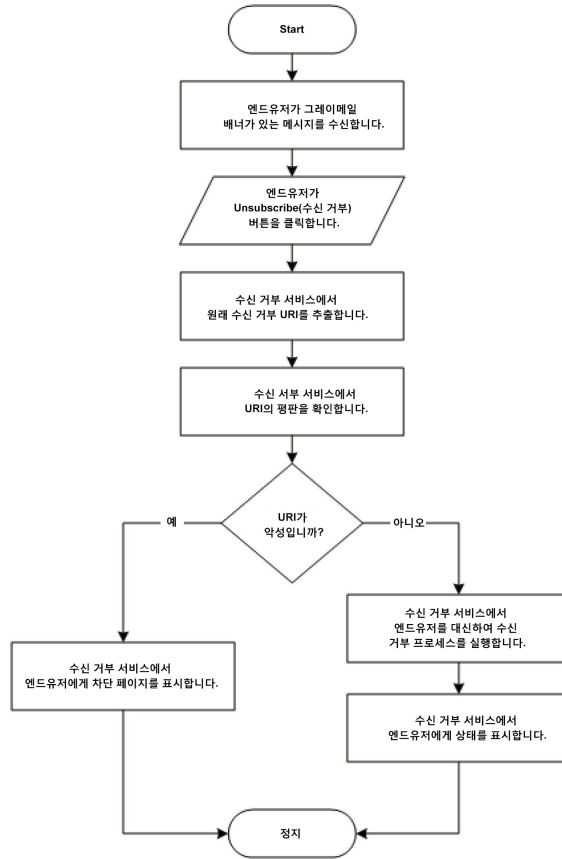 Start
엔드유저가 그레이메일
배너가 있는 메시지를 수신합니다.
엔드유저가
Unsubscribe(수신 거부)
버튼을 클릭합니다.
수신 거부 서비스에서
원래 수신 거부 URI를 추출합니다.
수신 서부 서비스에서
URI의 평판을 확인합니다.
URI가
악성입니까?
예
아니오
수신 거부 서비스에서
엔드유저를 대신하여 수신
거부 프로세스를 실행합니다.
수신 거부 서비스에서
엔드유저에게 차단 페이지를 표시합니다.
수신 거부 서비스에서
엔드유저에게 상태를 표시합니다.
정지